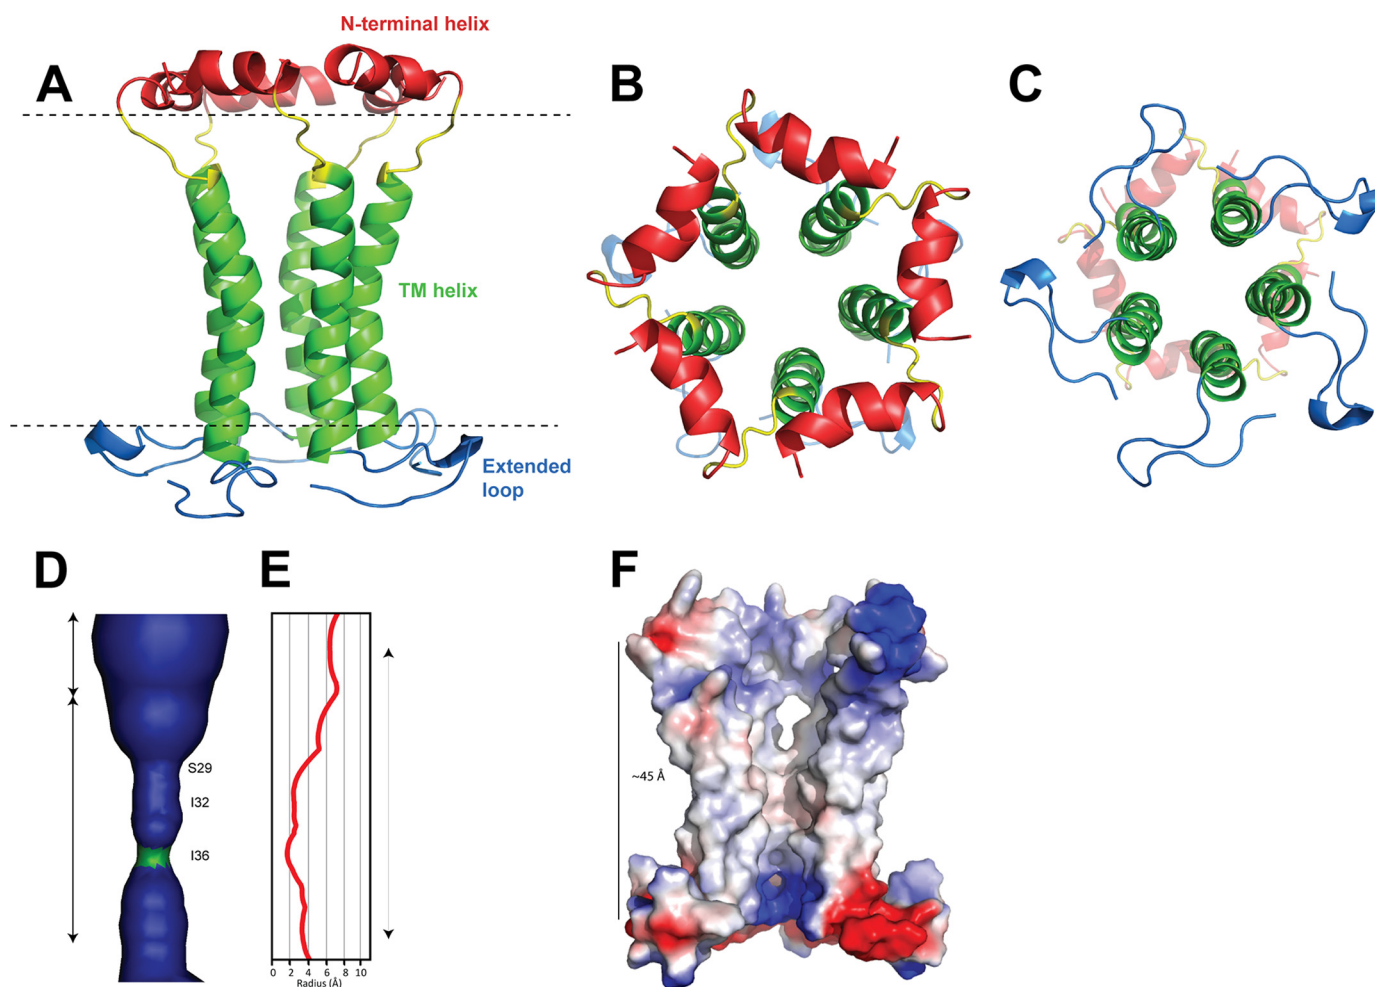 N-terminal helix
A
B
C
TM helix
Extended
loop
D
E
F
S29
I32
I36
~45 Å
0 2 4 6 8 10
Radius (Å)